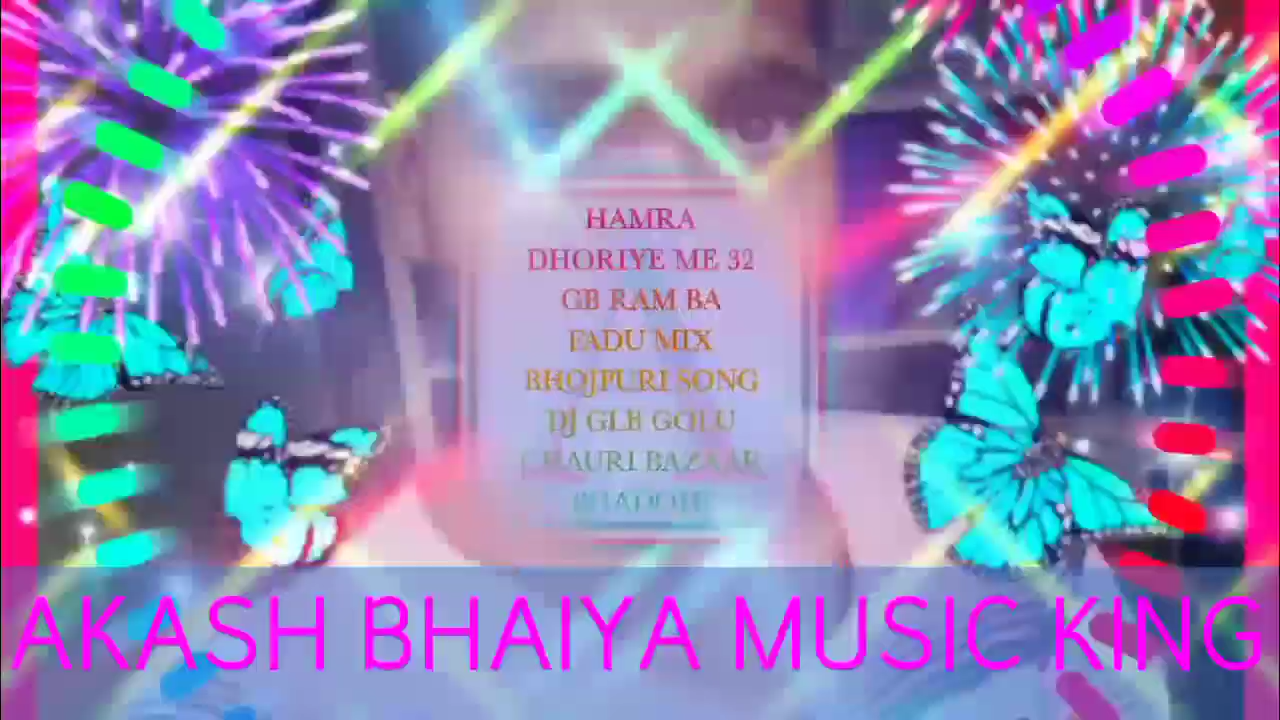 HAMRA
DHORIYE ME 32
GB RAM BA
FADU MIX
BHOJPURI SONG
DJ GLB GOLU
BAZAAR
AKASH BHAIYA MUSIC KING